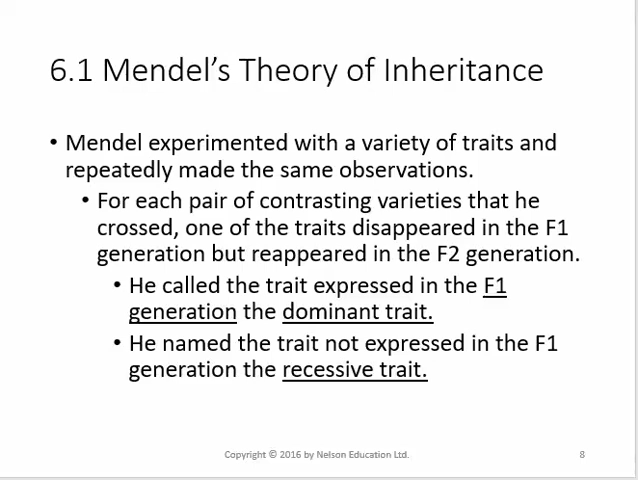 6.1 Mendel's Theory of Inheritance
• Mendel experimented with a variety of traits and
repeatedly made the same observations.
• For each pair of contrasting varieties that he
crossed, one of the traits disappeared in the F1
generation but reappeared in the F2 generation.
• He called the trait expressed in the F1
generation the dominant trait.
• He named the trait not expressed in the F1
generation the recessive trait.
Copyright © 2016 by Nelson Education Ltd.
8